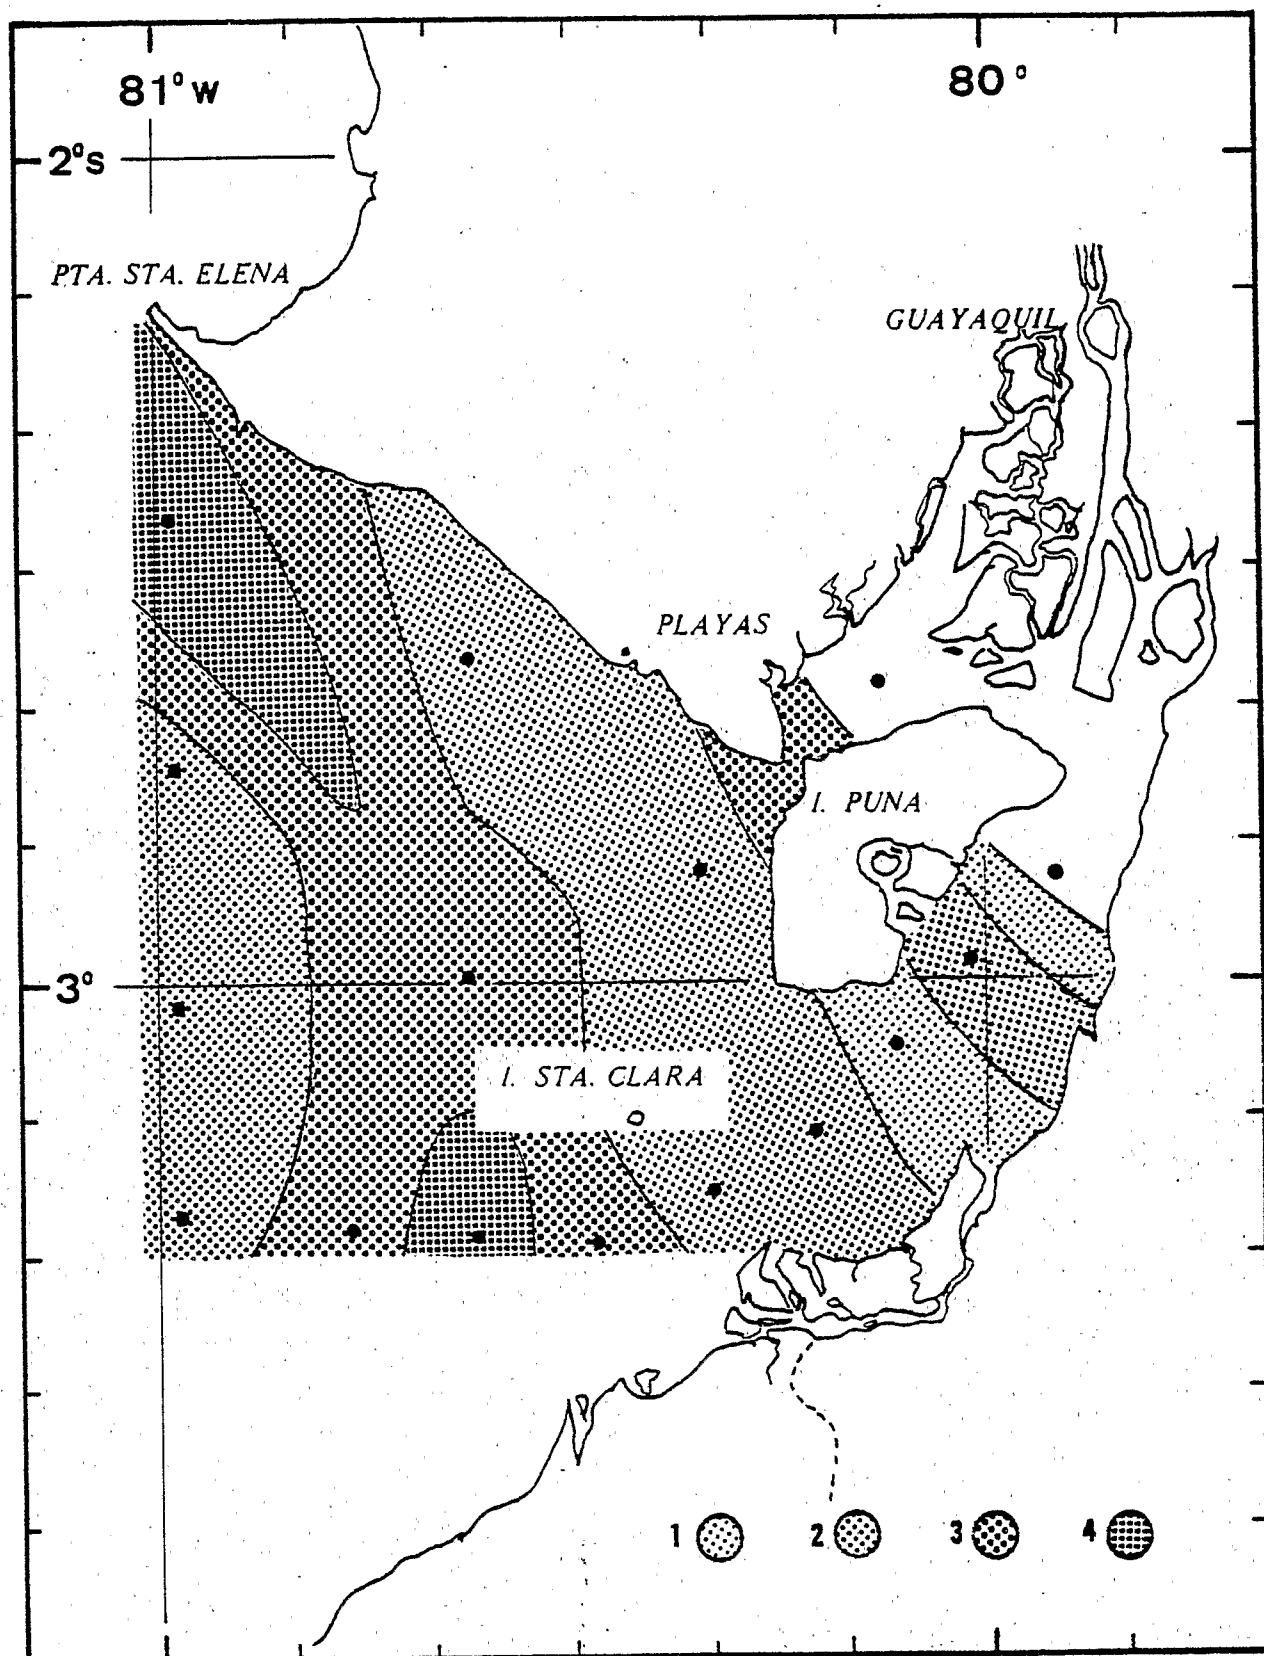 81° W
80°
2°S
PTA. STA. ELENA
GUAYAQUIL
PLAYAS
I. PUNA
3°
I. STA. CLARA
1 2 3 4